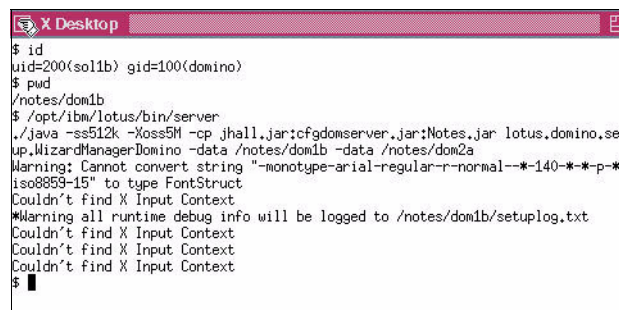 X Desktop
$ id
uid=200(sol1b) gid=100(domino)
$ pwd
/notes/dom1b
$ /opt/ibm/lotus/bin/server
./java -ss512k -Xoss5M -cp jhall.jar:cfgdomserver.jar:Notes.jar lotus.domino.se
up.WizardManagerDomino -data /notes/dom1b -data /notes/dom2a
Warning: Cannot convert string "-monotype-arial-regular-r-normal--*-140-*-*-p-*
iso8859-15" to type FontStruct
Couldn't find X Input Context
*Warning all runtime debug info will be logged to /notes/dom1b/setuplog.txt
Couldn't find X Input Context
Couldn't find X Input Context
Couldn't find X Input Context
$